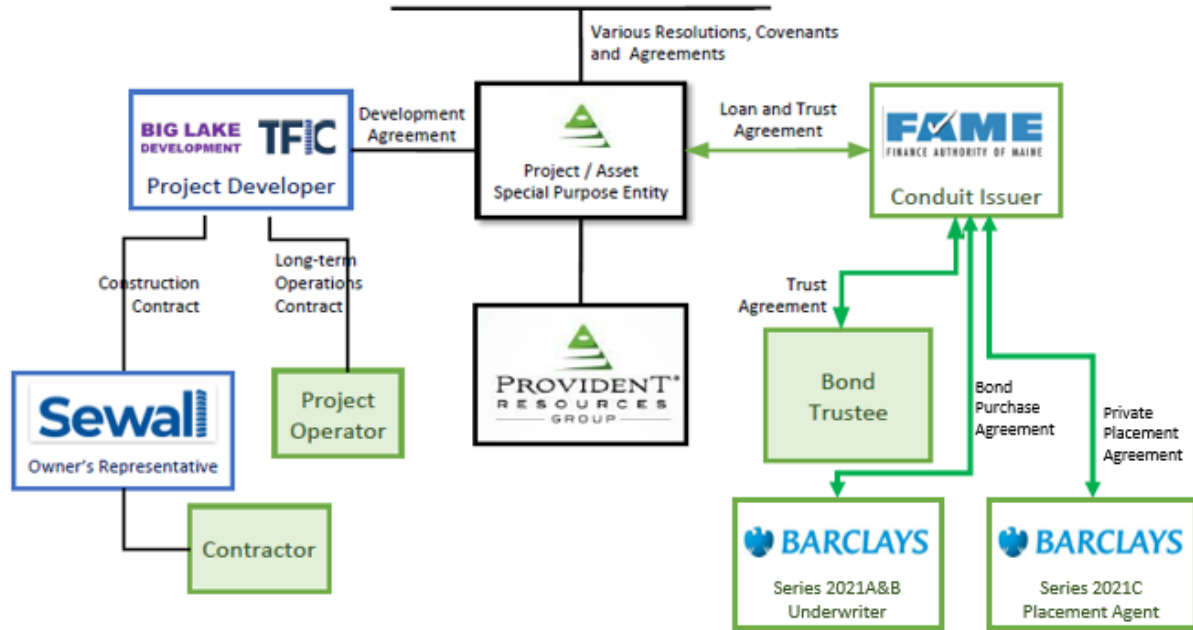 Various Resolutions, Covenants
and Agreements
BIG LAKE
DEVELOPMENT
TFIC
Project Developer
Development
Agreement
Project / Asset
Special Purpose Entity
Loan and Trust
Agreement
FAME
FINANCE AUTHORITY OF MAINE
Conduit Issuer
Construction
Contract
Long-term
Operations
Contract
Trust
Agreement
Sewall
Owner's Representative
Project
Operator
PROVIDENT
RESOURCES
GROUP
Bond
Trustee
Bond
Purchase
Agreement
Private
Placement
Agreement
Contractor
BARCLAYS
Series 2021A&B
Underwriter
BARCLAYS
Series 2021C
Placement Agent